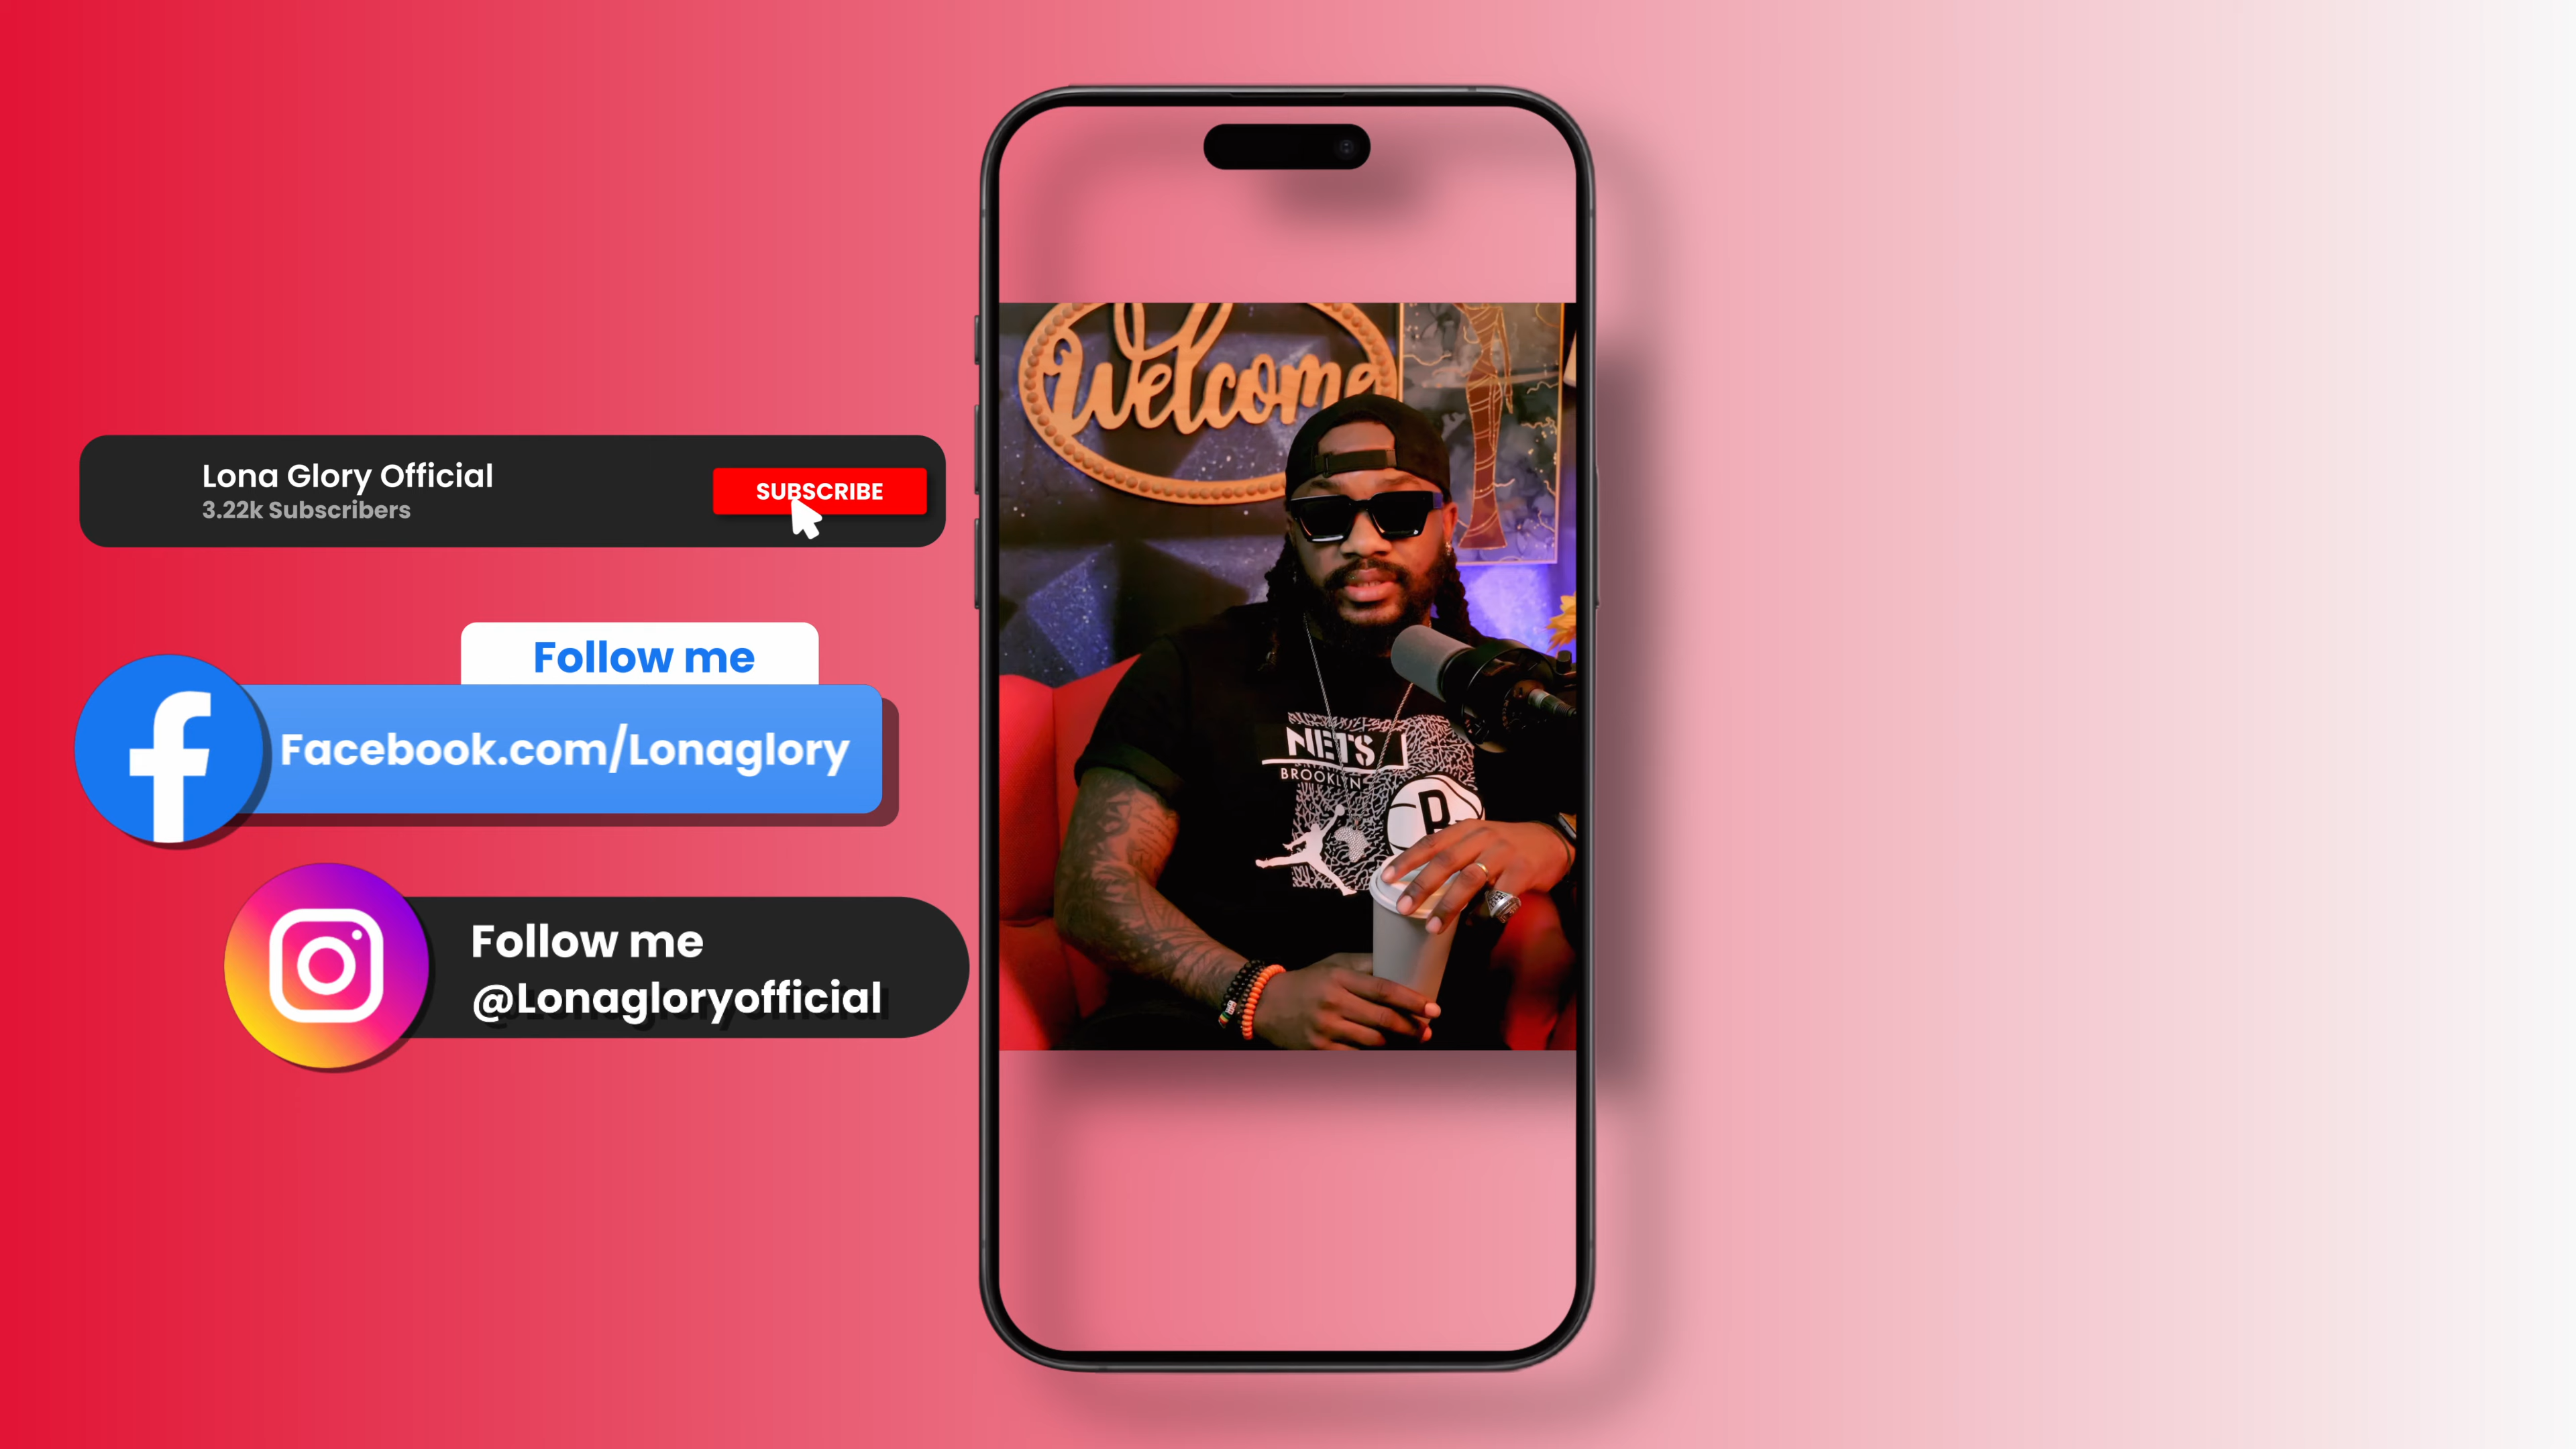 Lona Glory Official
3.22k Subscribers
SUBSCRIBE
Follow me
Facebook.com/Lonaglory
Follow me
@Lonagloryofficial
Welcome
NETS
BROOKLYN
B